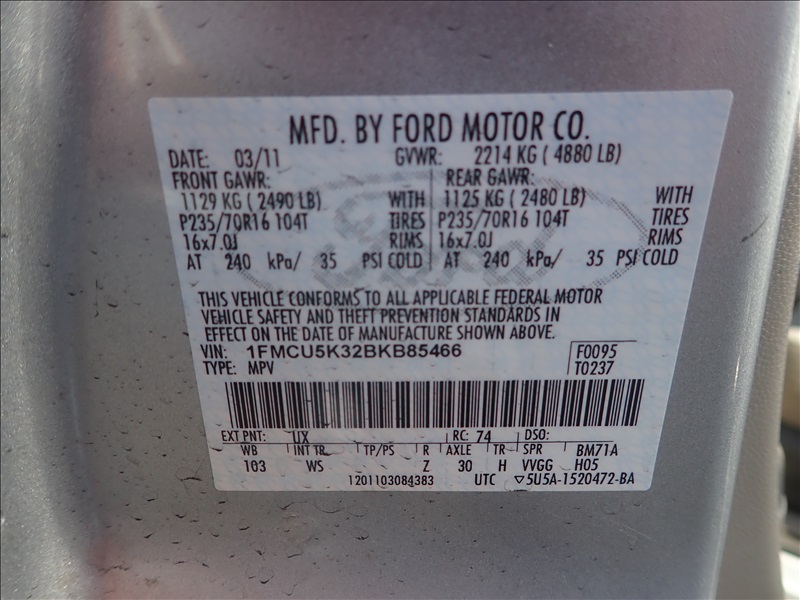 MFD. BY FORD MOTOR CO.
DATE: 03/11 GVWR: 2214 KG ( 4880 LB)
FRONT GAWR: REAR GAWR:
1129 KG ( 2490 LB) WITH 1125 KG ( 2480 LB) WITH
P235/70R16 104T TIRES P235/70R16 104T TIRES
16x7.0J RIMS 16x7.0J RIMS
AT 240 kPa/ 35 PSI COLD AT 240 kPa/ 35 PSI COLD
THIS VEHICLE CONFORMS TO ALL APPLICABLE FEDERAL MOTOR
VEHICLE SAFETY AND THEFT PREVENTION STANDARDS IN
EFFECT ON THE DATE OF MANUFACTURE SHOWN ABOVE.
VIN: 1FMCU5K32BKB85466 F0095
TYPE: MPV T0237
EXT PNT: UX RC: 74 DSO:
WB INT TR TP/PS R AXLE TR SPR BM71A
103 WS Z 30 H VVGG H05
1201103084383 UTC ▽5U5A-1520472-BA